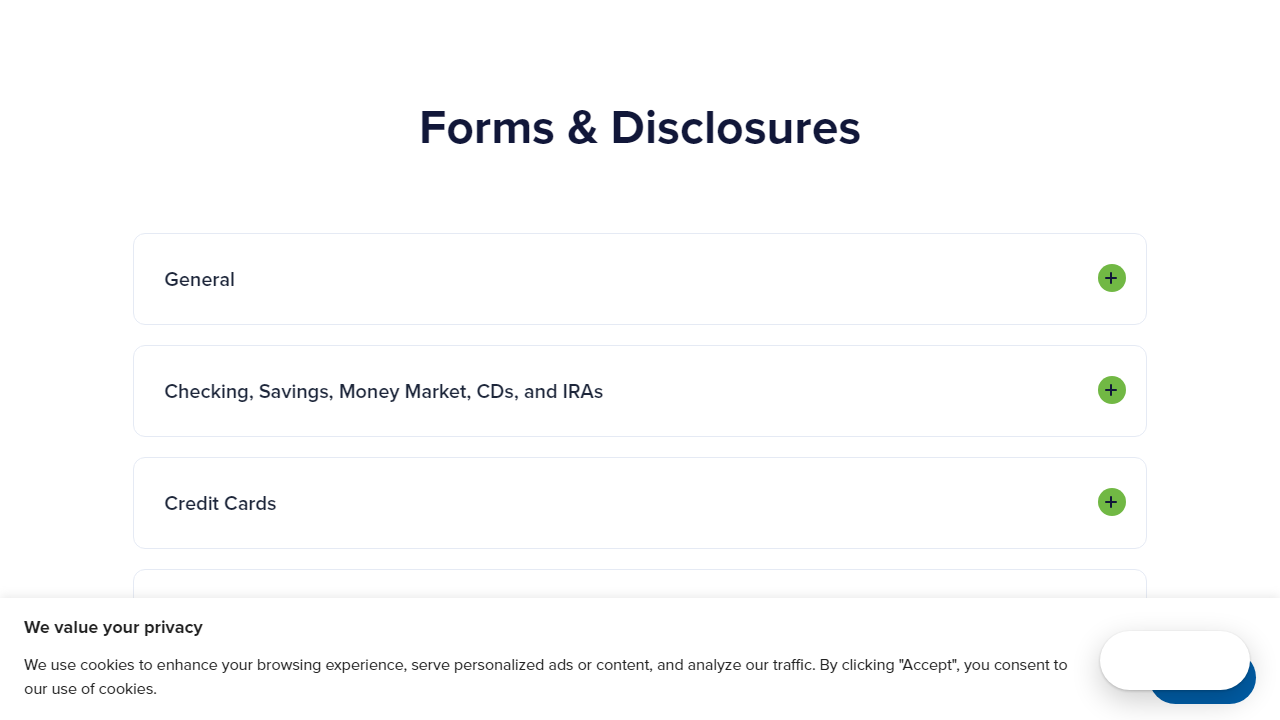 Forms & Disclosures
General
Checking, Savings, Money Market, CDs, and IRAs
Credit Cards
We value your privacy
We use cookies to enhance your browsing experience, serve personalized ads or content, and analyze our traffic. By clicking "Accept", you consent to
our use of cookies.